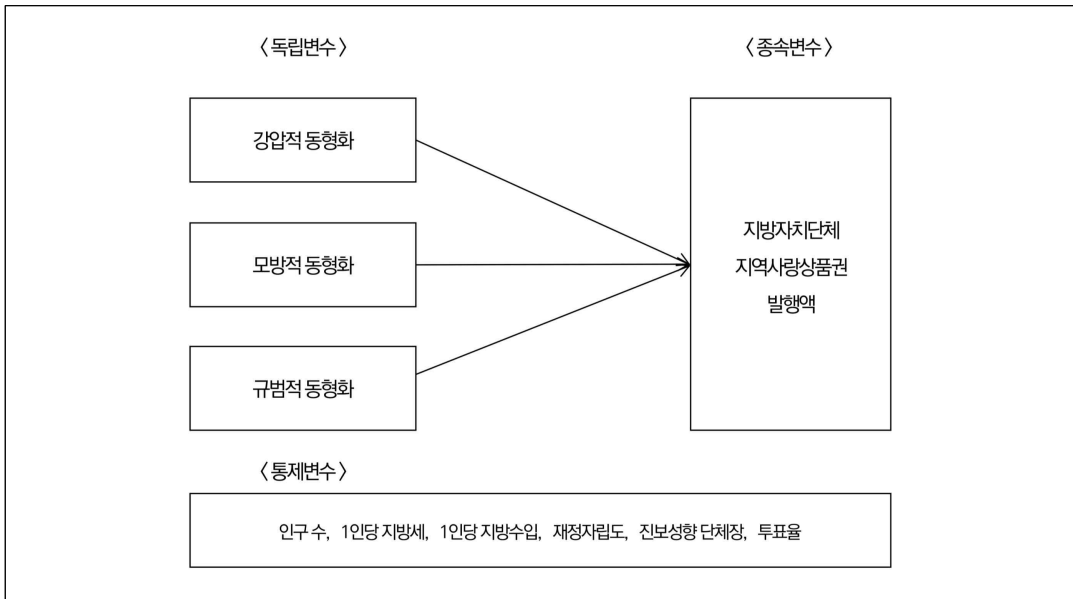 〈 독립변수 〉
〈 종속변수 〉
강압적 동형화
모방적 동형화
규범적 동형화
지방자치단체
지역사랑상품권
발행액
〈 통제변수 〉
인구 수, 1인당 지방세, 1인당 지방수입, 재정자립도, 진보성향 단체장, 투표율